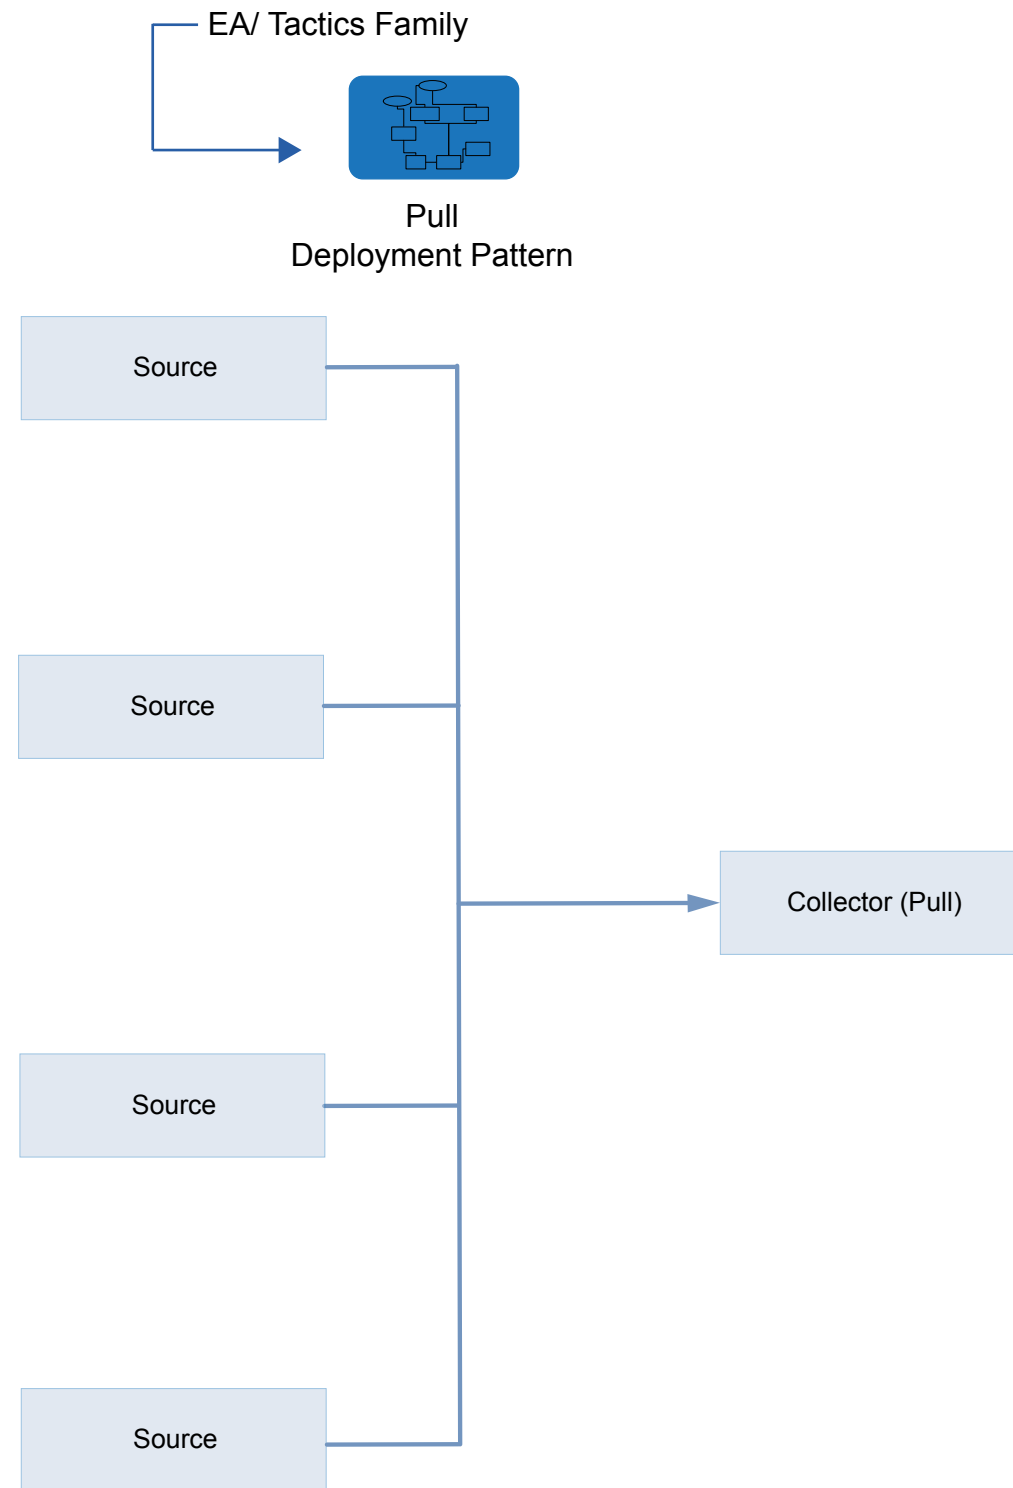 EA/ Tactics Family
Pull
Deployment Pattern
Source
Source
Collector (Pull)
Source
Source